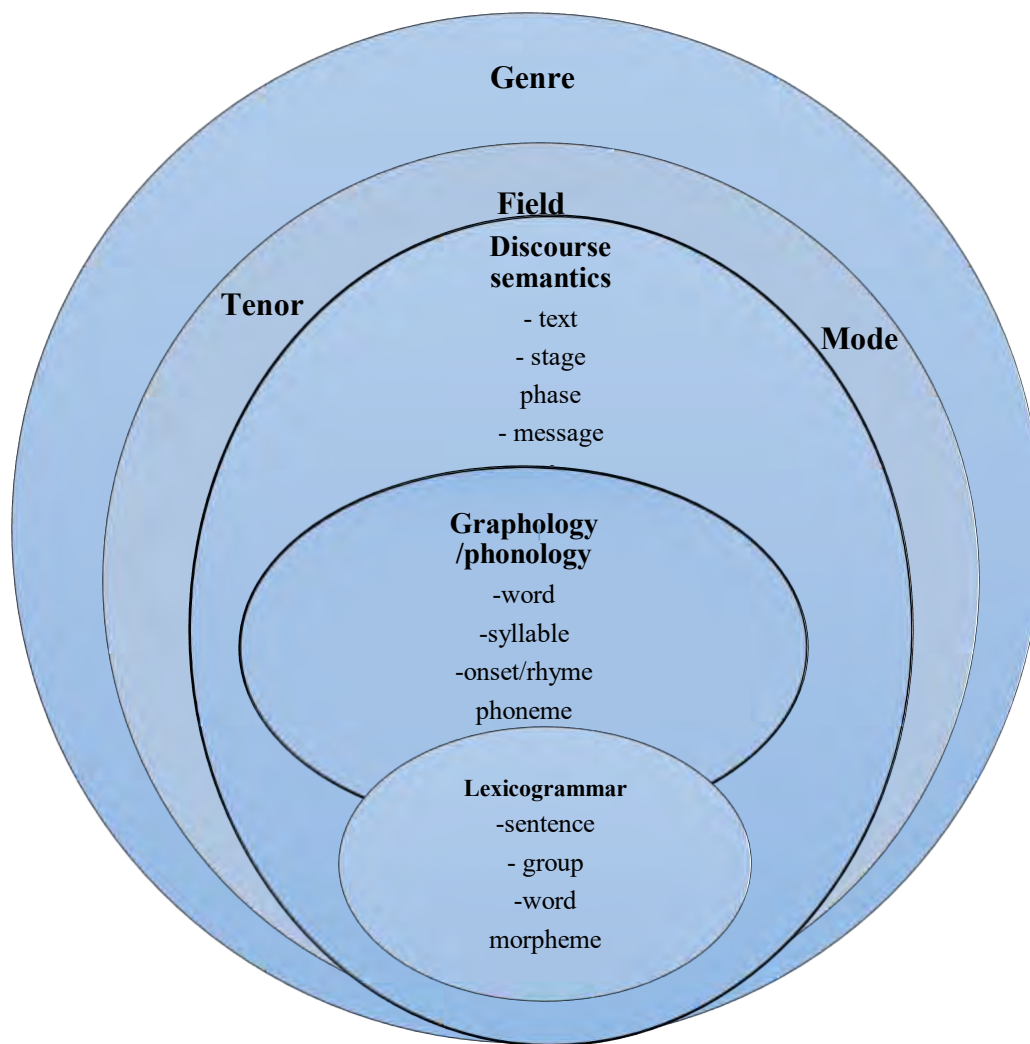 Genre
Field
Discourse
semantics
Tenor
- text
Mode
- stage
phase
- message
Graphology
/phonology
-word
-syllable
-onset/rhyme
phoneme
Lexicogrammar
-sentence
- group
-word
morpheme